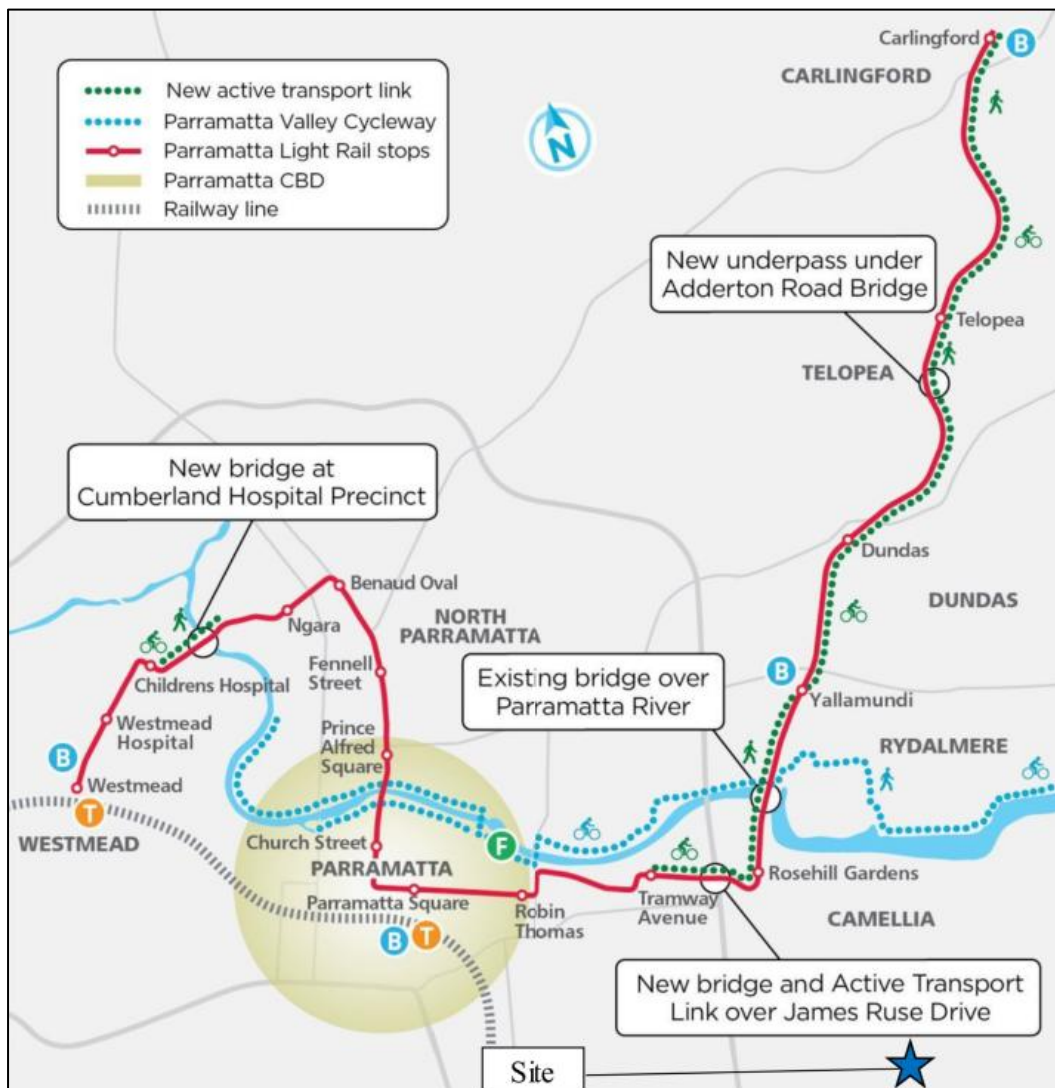 Carlingford
B
CARLINGFORD
New active transport link
Parramatta Valley Cycleway
Parramatta Light Rail stops
Parramatta CBD
Railway line
N
New underpass under
Adderton Road Bridge
Telopea
TELOPEA
New bridge at
Cumberland Hospital Precinct
Dundas
DUNDAS
Benaud Oval
Ngara
NORTH
PARRAMATTA
Fennell
Street
Childrens Hospital
Existing bridge over
Parramatta River
B
Yallamundi
Westmead
Hospital
Prince
Alfred
Square
RYDALMERE
B
Westmead
T
WESTMEAD
Church Street
F
PARRAMATTA
Parramatta Square
B
T
Robin
Thomas
Tramway
Avenue
Rosehill Gardens
CAMELLIA
New bridge and Active Transport
Link over James Ruse Drive
Site